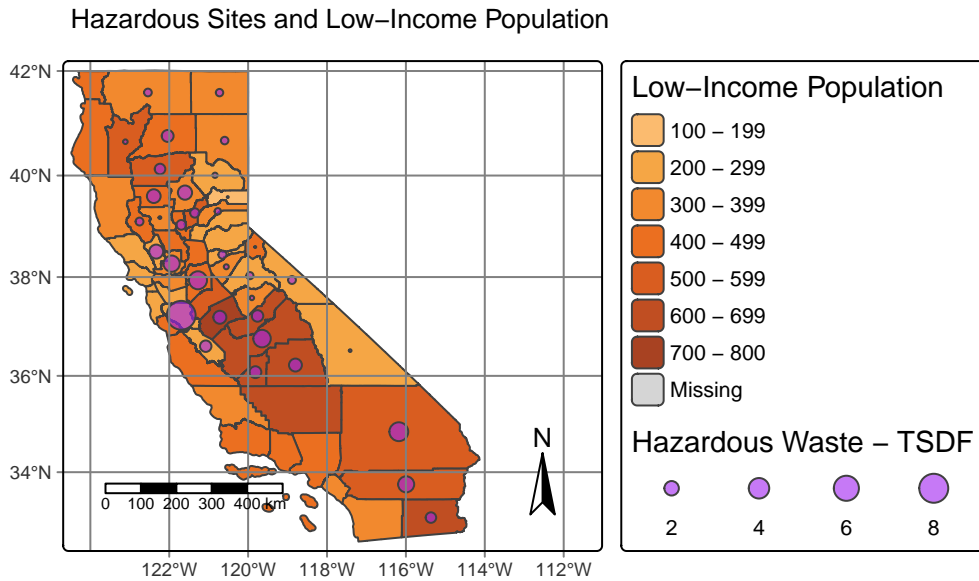 Hazardous Sites and Low−Income Population
42°N
40°N
38°N
36°N
34°N
122°W
120°W
118°W
116°W
114°W
112°W
0
100
200
300
400 km
N
Low−Income Population
100 − 199
200 − 299
300 − 399
400 − 499
500 − 599
600 − 699
700 − 800
Missing
Hazardous Waste − TSDF
2
4
6
8